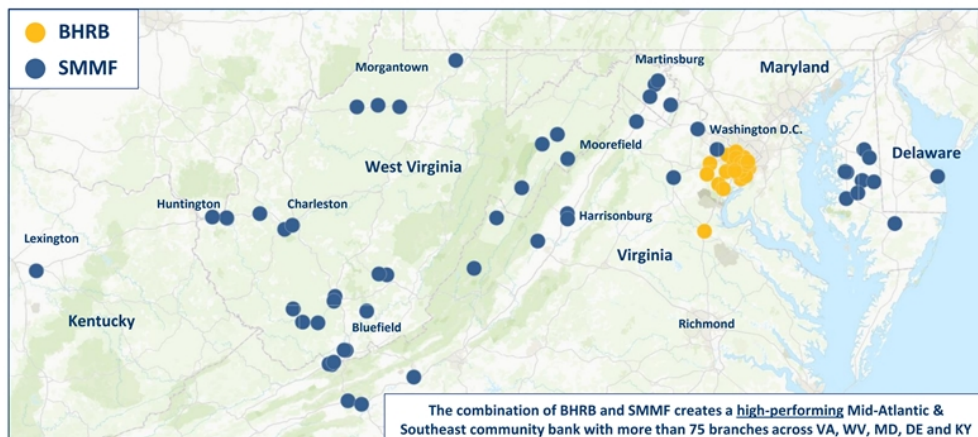 BHRB
SMMF
Morgantown
Martinsburg
Maryland
Washington D.C.
Moorefield
West Virginia
Delaware
Huntington
Charleston
Harrisonburg
Lexington
Virginia
Kentucky
Bluefield
Richmond
The combination of BHRB and SMMF creates a high-performing Mid-Atlantic &
Southeast community bank with more than 75 branches across VA, WV, MD, DE and KY